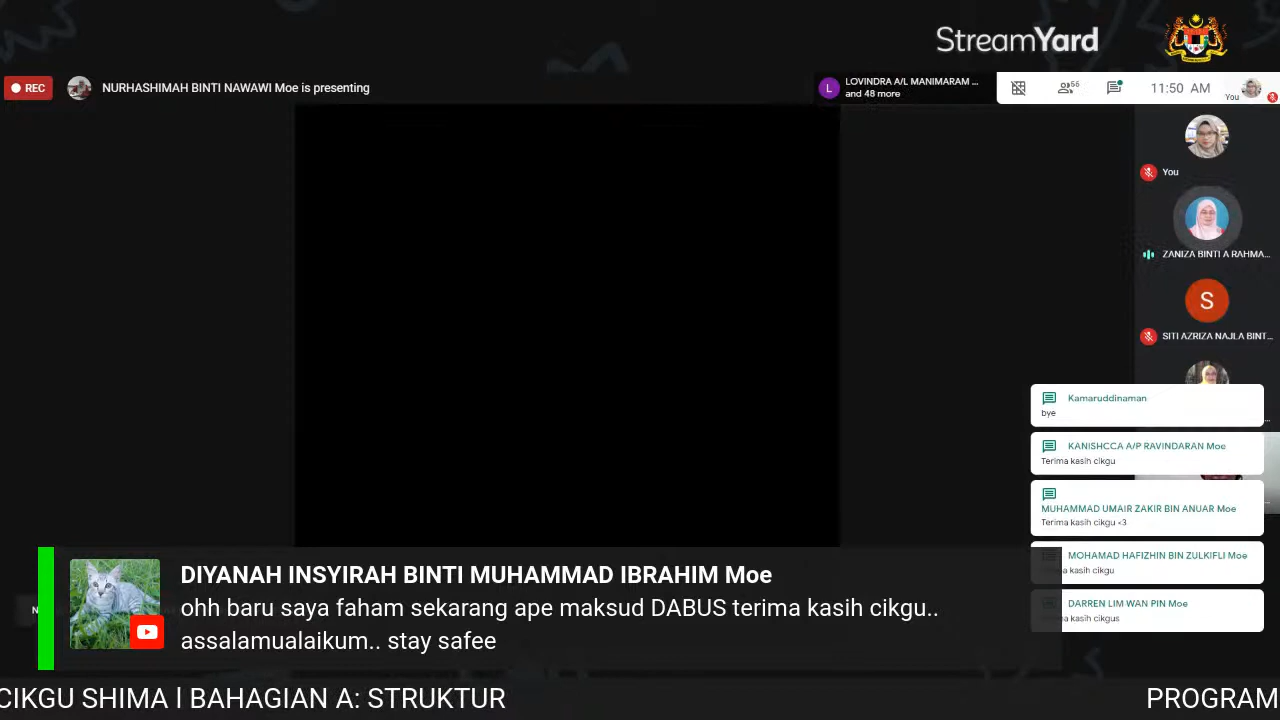 StreamYard
REC
NURHASHIMAH BINTI NAWAWI Moe is presenting
L
LOVINDRA A/L MANIMARAM ...
and 48 more
66
11:50 AM
You
You
ZANIZA BINTI A RAHMA...
S
SITI AZRIZA NAJLA BINT...
Kamaruddinaman
bye
KANISHCCA A/P RAVINDARAN Moe
Terima kasih cikgu
MUHAMMAD UMAIR ZAKIR BIN ANUAR Moe
Terima kasih cikgu <3
MOHAMAD HAFIZHIN BIN ZULKIFLI Moe
kasih cikgu
DARREN LIM WAN PIN Moe
kasih cikgus
DIYANAH INSYIRAH BINTI MUHAMMAD IBRAHIM Moe
ohh baru saya faham sekarang ape maksud DABUS terima kasih cikgu..
assalamualaikum.. stay safee
CIKGU SHIMA l BAHAGIAN A: STRUKTUR
PROGRAM